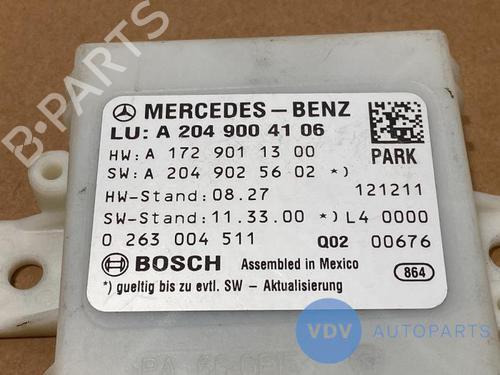 MERCEDES-BENZ
LU: A 204 900 41 06
HW: A 172 901 13 00
PARK
SW: A 204 902 56 02 *)
HW-Stand: 08.27 121211
SW-Stand: 11.33.00 *) L4 0000
0 263 004 511 Q02 00676
BOSCH Assembled in Mexico 864
*) gueltig bis zu evtl. SW - Aktualisierung
B-PARTS
VDV AUTOPARTS